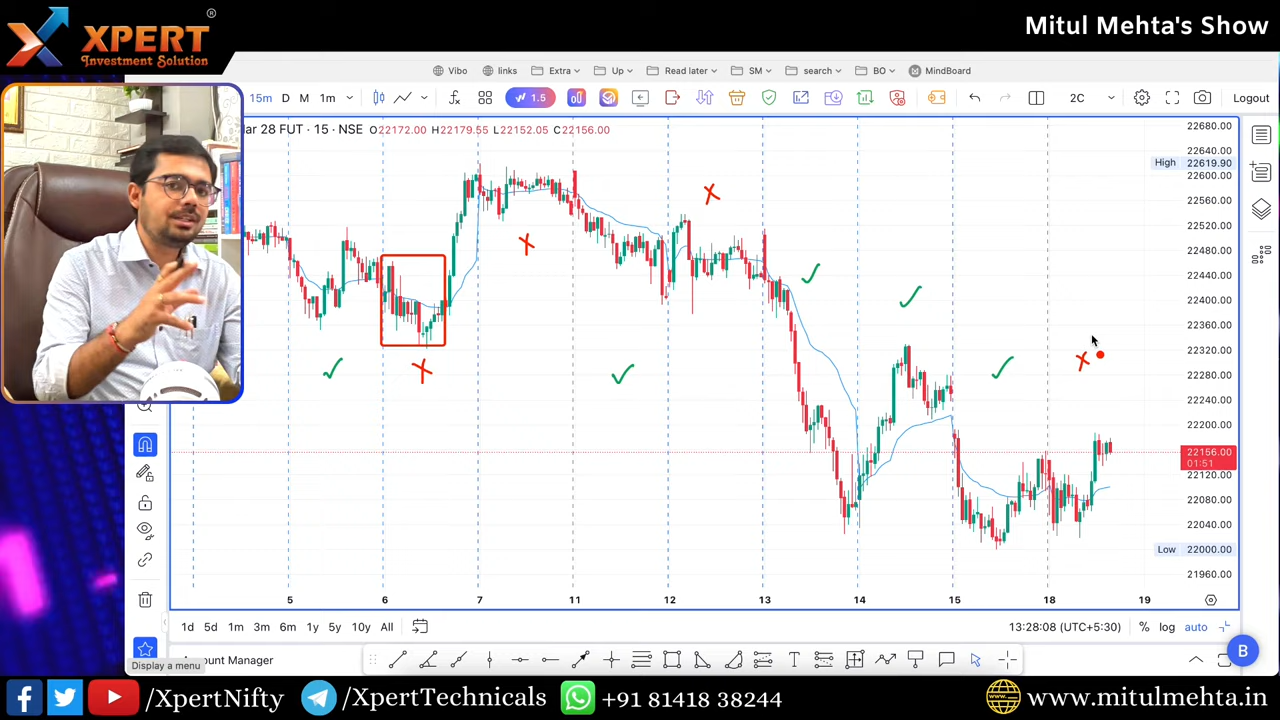 XPERT
Investment Solution
®
Mitul Mehta's Show
Vibo
links
Extra
Up
Read later
SM
search
BO
MindBoard
15m D M 1m
1.5
2C
Logout
ar 28 FUT · 15 · NSE O22172.00 H22179.55 L22152.05 C22156.00
22680.00
22640.00
High 22619.90
22600.00
22560.00
22520.00
22480.00
22440.00
22400.00
22360.00
22320.00
22280.00
22240.00
22200.00
22156.00
01:51
22120.00
22080.00
22040.00
Low 22000.00
21960.00
5 6 7 11 12 13 14 15 18 19
1d 5d 1m 3m 6m 1y 5y 10y All
13:28:08 (UTC+5:30) % log auto
B
Display a menu
ount Manager
/XpertNifty
/XpertTechnicals
+91 81418 38244
www.mitulmehta.in